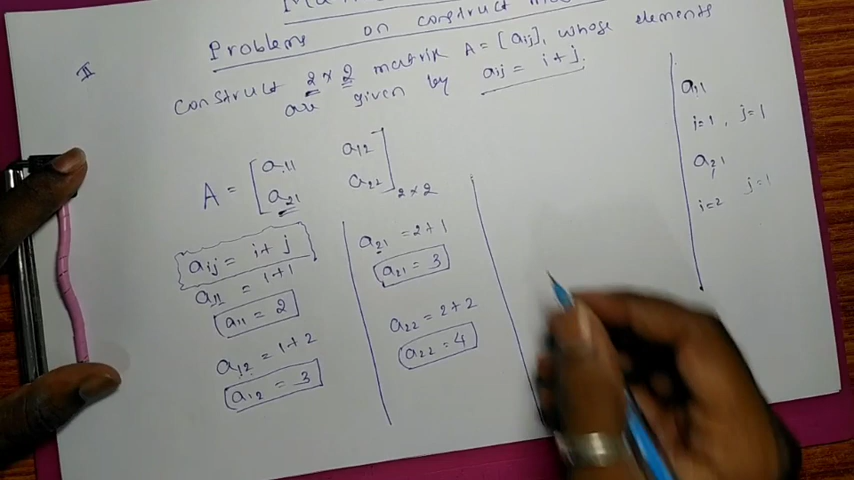 Problems on construct
II
Construct 2 x 2 matrix A = [aij], whose elements
are given by aij = i + j.
A = [ a11 a12
a21 a22 ] 2 x 2
aij = i + j
a11 = 1+1
a11 = 2
a12 = 1+2
a12 = 3
a21 = 2+1
a21 = 3
a22 = 2+2
a22 = 4
a11
i=1, j=1
a21
i=2 j=1